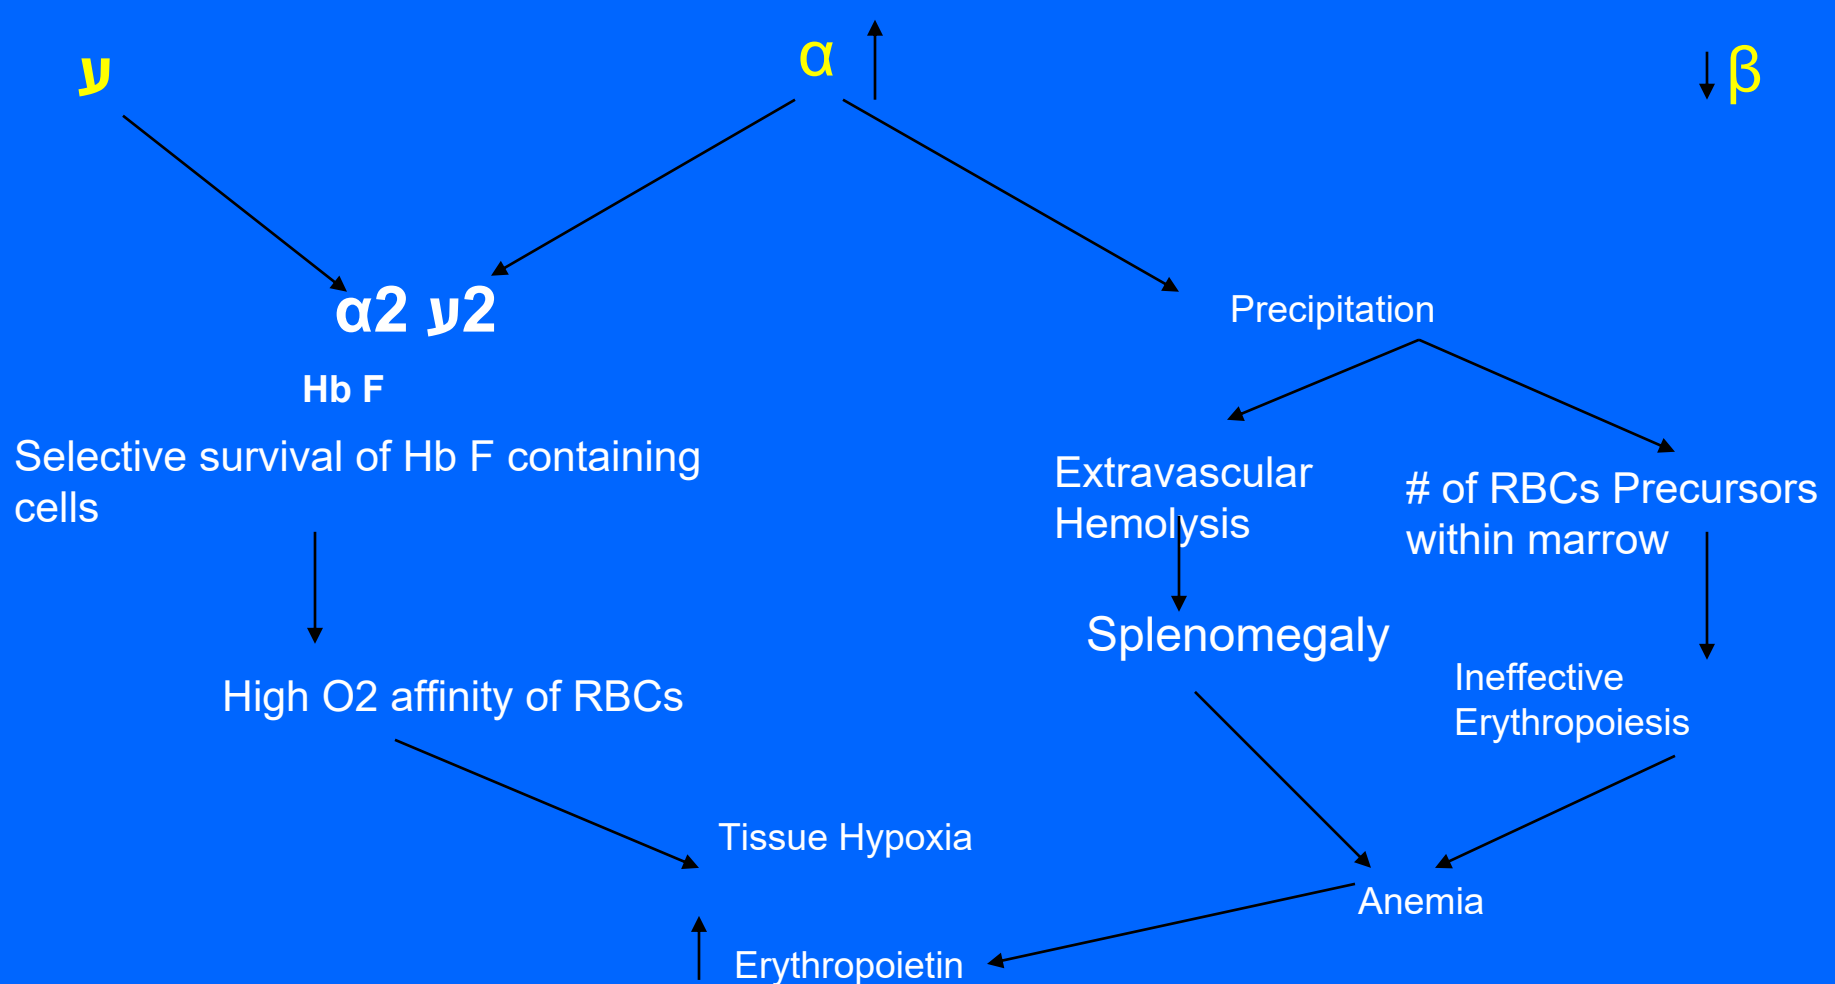 ע
α
β
α2 ע2
Precipitation
Hb F
Selective survival of Hb F containing
cells
Extravascular
Hemolysis
# of RBCs Precursors
within marrow
Splenomegaly
High O2 affinity of RBCs
Ineffective
Erythropoiesis
Tissue Hypoxia
Anemia
Erythropoietin